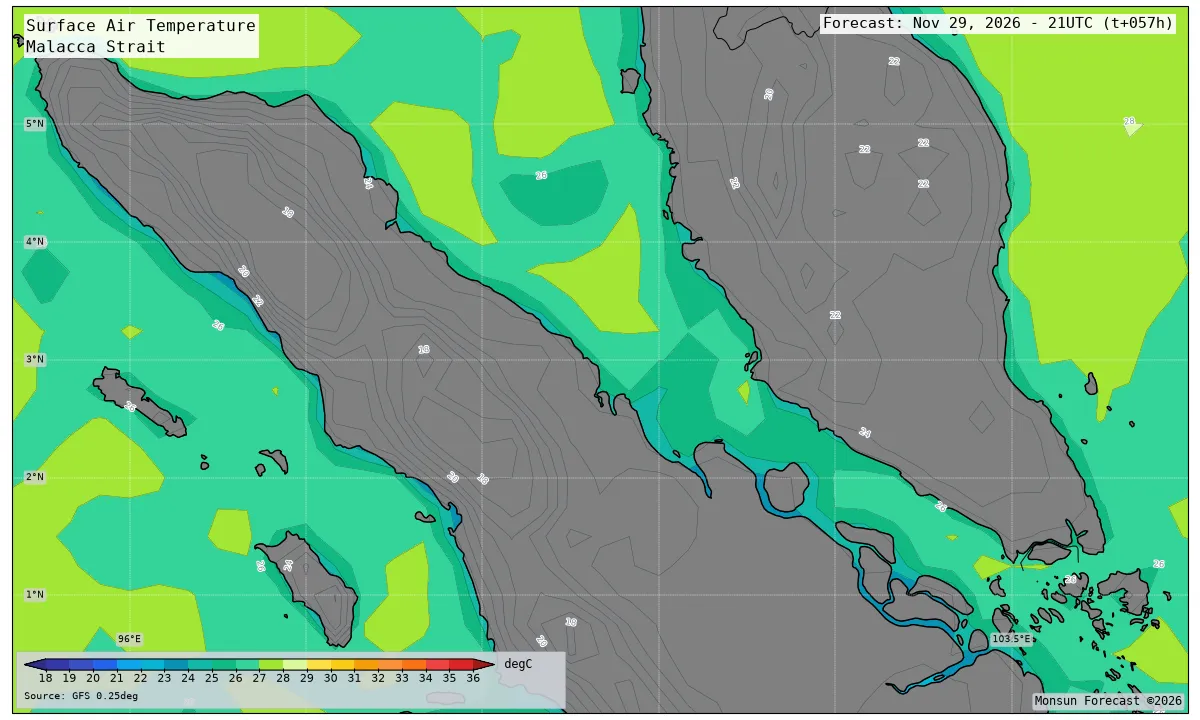 Surface Air Temperature
Malacca Strait
Forecast: Nov 29, 2026 - 21UTC (t+057h)
22
20
28
5°N
22
22
26
22
24
22
18
4°N
20
22
22
26
18
3°N
26
24
20
18
2°N
26
26
24
26
26
1°N
18
20
96°E
103.5°E
degC
18 19 20 21 22 23 24 25 26 27 28 29 30 31 32 33 34 35 36
Source: GFS 0.25deg
Monsun Forecast ©2026